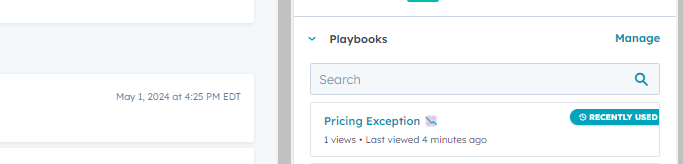 Playbooks
Manage
Search
May 1, 2024 at 4:25 PM EDT
RECENTLY USED
Pricing Exception
1 views • Last viewed 4 minutes ago